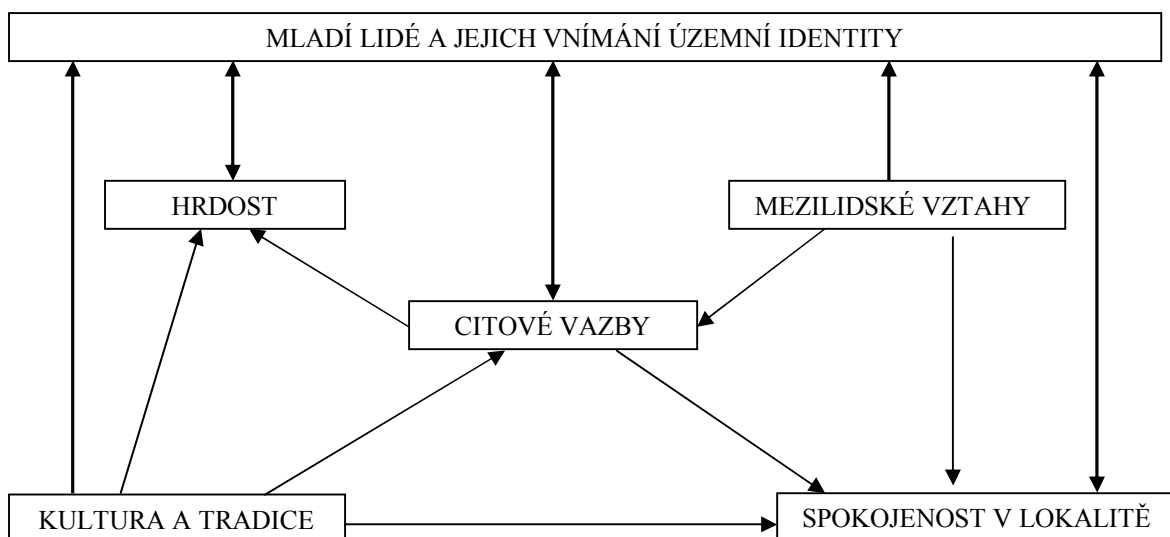 MLADÍ LIDÉ A JEJICH VNÍMÁNÍ ÚZEMNÍ IDENTITY
HRDOST
MEZILIDSKÉ VZTAHY
CITOVÉ VAZBY
KULTURA A TRADICE
SPOKOJENOST V LOKALITĚ